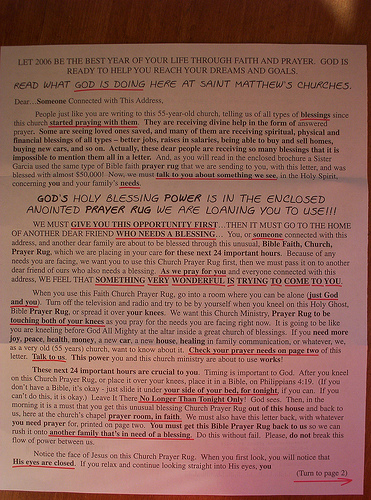 LET 2006 BE THE BEST YEAR OF YOUR LIFE THROUGH FAITH AND PRAYER. GOD IS
READY TO HELP YOU REACH YOUR DREAMS AND GOALS.
READ WHAT GOD IS DOING HERE AT SAINT MATTHEW'S CHURCHES.
Dear...Someone Connected with This Address,
People just like you are writing to this 55-year-old church, telling us of all types of blessings since
this church started praying with them. They are receiving divine help in the form of answered
prayer. Some are seeing loved ones saved, and many of them are receiving spiritual, physical and
financial blessings of all types – better jobs, raises in salaries, being able to buy and sell homes,
buying new cars, and so on. Actually, these dear people are receiving so many blessings that it is
impossible to mention them all in a letter. And, as you will read in the enclosed brochure a Sister
Garcia used the same type of Bible faith prayer rug that we are sending to you, with this letter, and was
blessed with almost $50,000! Now, we must talk to you about something we see, in the Holy Spirit,
concerning you and your family's needs.
GOD'S HOLY BLESSING POWER IS IN THE ENCLOSED
ANOINTED PRAYER RUG WE ARE LOANING YOU TO USE!!!
WE MUST GIVE YOU THIS OPPORTUNITY FIRST...THEN IT MUST GO TO THE HOME
OF ANOTHER DEAR FRIEND WHO NEEDS A BLESSING... You, or someone connected with this
address, and another dear family are about to be blessed through this unusual, Bible Faith, Church,
Prayer Rug, which we are placing in your care for these next 24 important hours. Because of any
needs you are facing, we want you to use this Church Prayer Rug first, then we must pass it on to another
dear friend of ours who also needs a blessing. As we pray for you and everyone connected with this
address, WE FEEL THAT SOMETHING VERY WONDERFUL IS TRYING TO COME TO YOU.
When you use this Faith Church Prayer Rug, go into a room where you can be alone (just God
and you). Turn off the television and radio and try to be by yourself when you kneel on this Holy Ghost,
Bible Prayer Rug, or spread it over your knees. We want this Church Ministry, Prayer Rug to be
touching both of your knees as you pray for the needs you are facing right now. It is going to be like
you are kneeling before God All Mighty at the altar inside a great church of blessings. If you need more
joy, peace, health, money, a new car, a new house, healing in family communication, or whatever, we,
as a very old (55 years) church, want to know about it. Check your prayer needs on page two of this
letter. Talk to us. This power you and this church ministry are about to use works!
These next 24 important hours are crucial to you. Timing is important to God. After you kneel
on this Church Prayer Rug, or place it over your knees, place it in a Bible, on Philippians 4:19. (If you
don't have a Bible, it's okay - just slide it under your side of your bed, for tonight, if you can. If you
can't do this, it is okay.) Leave It There No Longer Than Tonight Only! God sees. Then, in the
morning it is a must that you get this unusual blessing Church Prayer Rug out of this house and back to
us, here at the church's chapel prayer room, in faith. We must also have this letter back, with whatever
you need prayer for, printed on page two. You must get this Bible Prayer Rug back to us so we can
rush it into another family that's in need of a blessing. Do this without fail. Please, do not break this
flow of power between us.
Notice the face of Jesus on this Church Prayer Rug. When you first look, you will notice that
His eyes are closed. If you relax and continue looking straight into His eyes, you
(Turn to page 2)